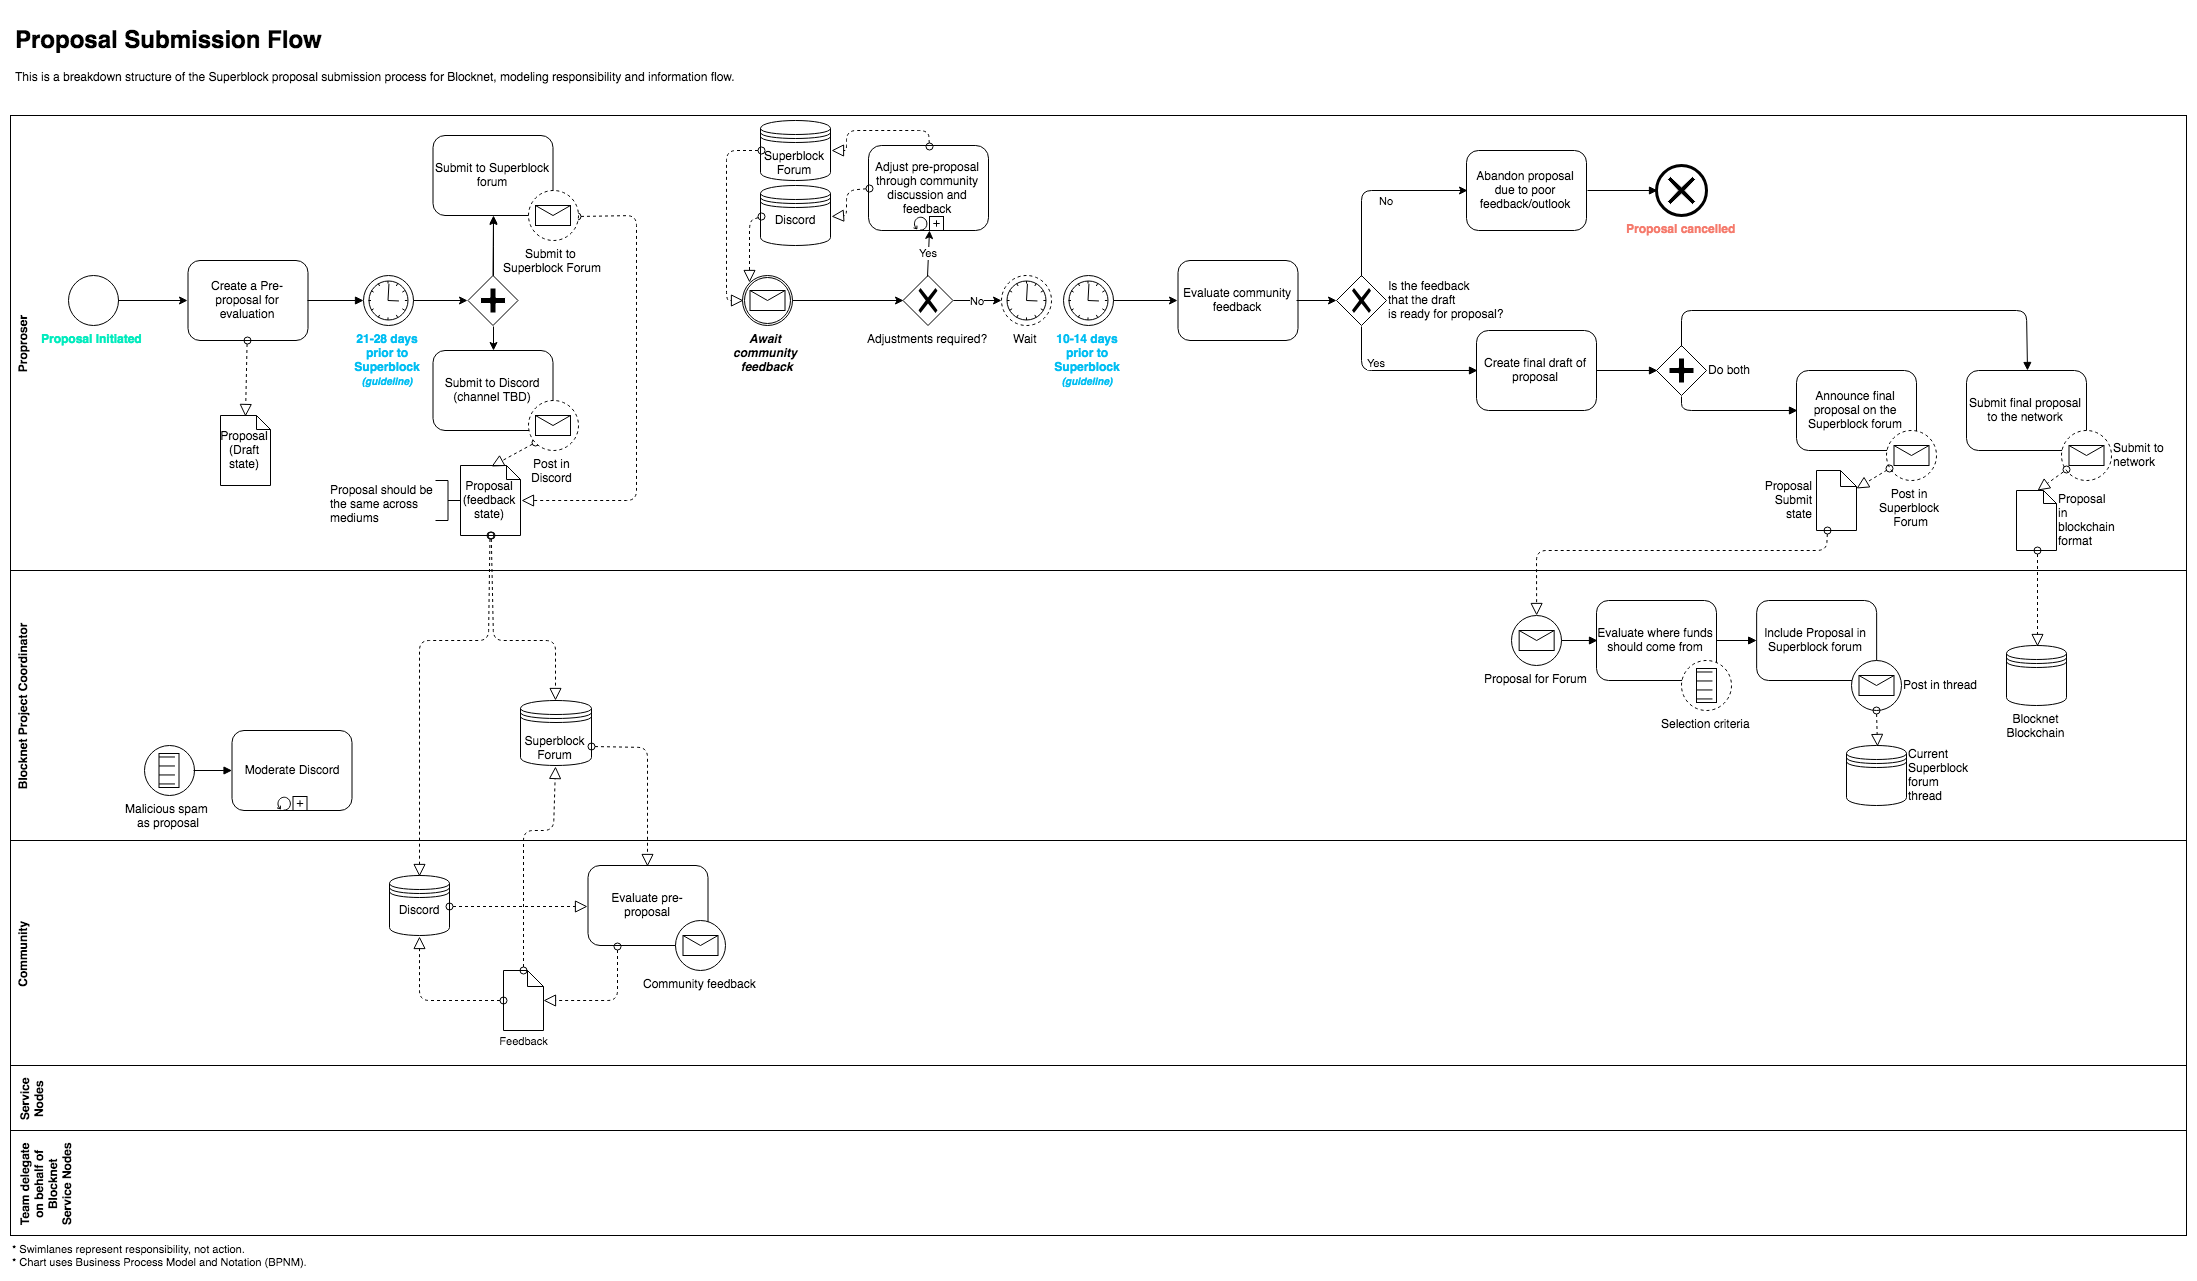 Proposal Submission Flow
This is a breakdown structure of the Superblock proposal submission process for Blocknet, modeling responsibility and information flow.
Proproser
Proposal Initiated
Create a Pre-
proposal for
evaluation
Proposal
(Draft
state)
21-28 days
prior to
Superblock
(guideline)
Submit to Superblock
forum
Submit to
Superblock Forum
Submit to Discord
(channel TBD)
Post in
Discord
Proposal should be
the same across
mediums
Proposal
(feedback
state)
Superblock
Forum
Discord
Await
community
feedback
Adjust pre-proposal
through community
discussion and
feedback
Yes
Adjustments required?
No
Wait
10-14 days
prior to
Superblock
(guideline)
Evaluate community
feedback
Is the feedback
that the draft
is ready for proposal?
No
Abandon proposal
due to poor
feedback/outlook
Proposal cancelled
Yes
Create final draft of
proposal
Do both
Announce final
proposal on the
Superblock forum
Post in
Superblock
Forum
Proposal
Submit
state
Submit final proposal
to the network
Submit to
network
Proposal
in
blockchain
format
Blocknet Project Coordinator
Malicious spam
as proposal
Moderate Discord
Superblock
Forum
Proposal for Forum
Evaluate where funds
should come from
Selection criteria
Include Proposal in
Superblock forum
Post in thread
Current
Superblock
forum
thread
Blocknet
Blockchain
Community
Discord
Evaluate pre-
proposal
Community feedback
Feedback
Service
Nodes
Team delegate
on behalf of
Blocknet
Service Nodes
* Swimlanes represent responsibility, not action.
* Chart uses Business Process Model and Notation (BPNM).